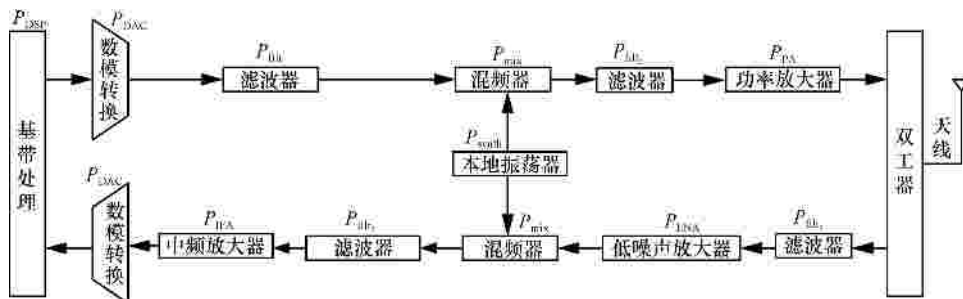 P_DSP
P_DAC
P_filt
P_mix
P_filt₂
P_PA
基带处理
数模转换
滤波器
混频器
滤波器
功率放大器
双工器
天线
P_synth
本地振荡器
P_DAC
P_IFA
P_filtr
P_mix
P_LNA
P_filtr
数模转换
中频放大器
滤波器
混频器
低噪声放大器
滤波器